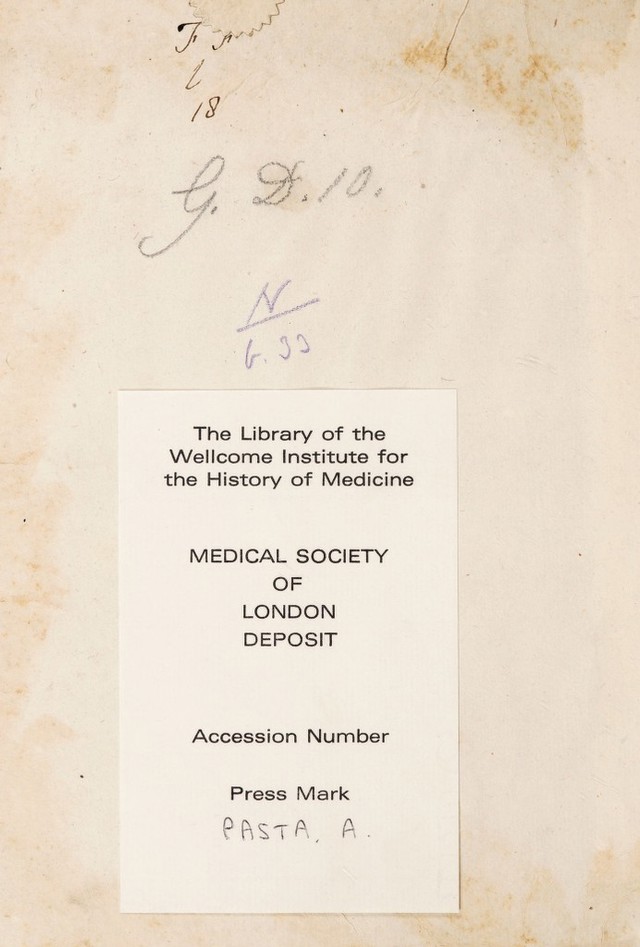 F
l
18
G. D. 10.
N
b. 33
The Library of the
Wellcome Institute for
the History of Medicine
MEDICAL SOCIETY
OF
LONDON
DEPOSIT
Accession Number
Press Mark
PASTA, A.